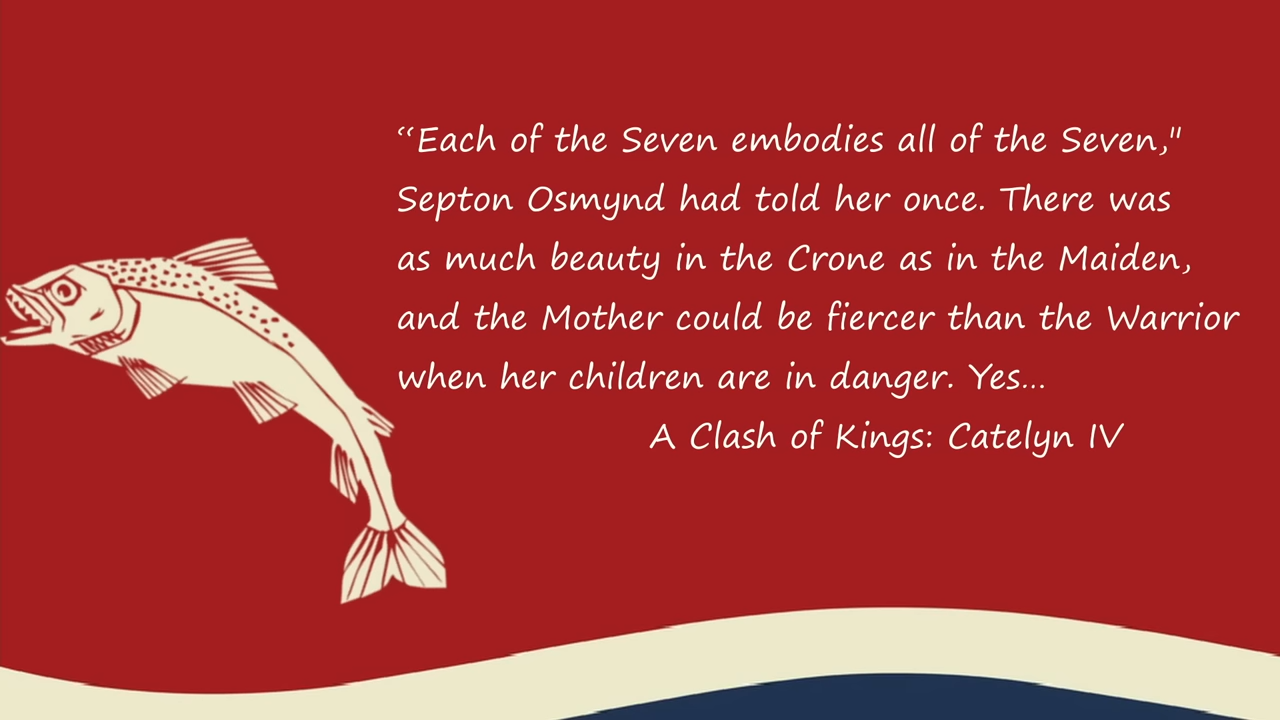 “Each of the Seven embodies all of the Seven,"
Septon Osmynd had told her once. There was
as much beauty in the Crone as in the Maiden,
and the Mother could be fiercer than the Warrior
when her children are in danger. Yes...
A Clash of Kings: Catelyn IV